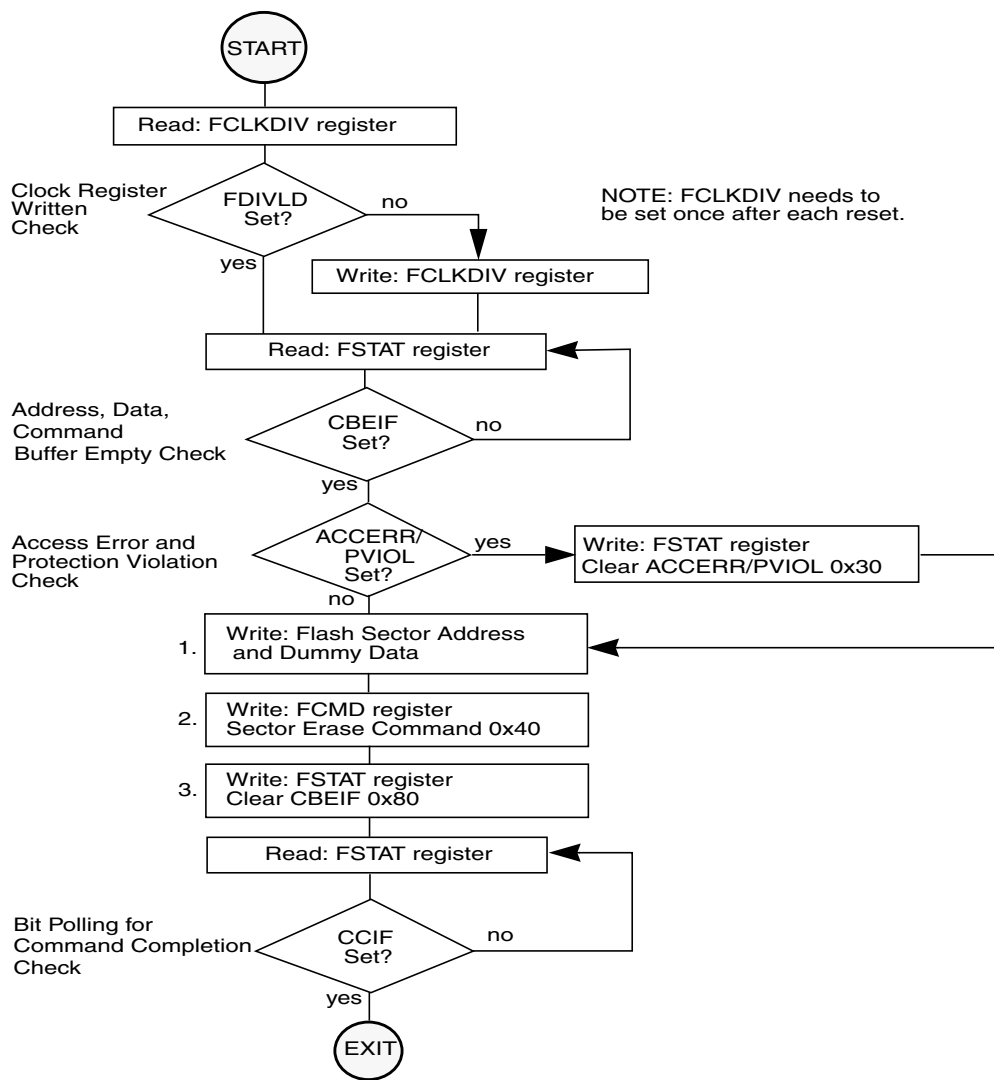 START
Read: FCLKDIV register
Clock Register
Written
Check
FDIVLD
Set?
no
yes
NOTE: FCLKDIV needs to
be set once after each reset.
Write: FCLKDIV register
Read: FSTAT register
Address, Data,
Command
Buffer Empty Check
CBEIF
Set?
no
yes
Access Error and
Protection Violation
Check
ACCERR/
PVIOL
Set?
yes
no
Write: FSTAT register
Clear ACCERR/PVIOL 0x30
1.
Write: Flash Sector Address
and Dummy Data
2.
Write: FCMD register
Sector Erase Command 0x40
3.
Write: FSTAT register
Clear CBEIF 0x80
Read: FSTAT register
Bit Polling for
Command Completion
Check
CCIF
Set?
no
yes
EXIT